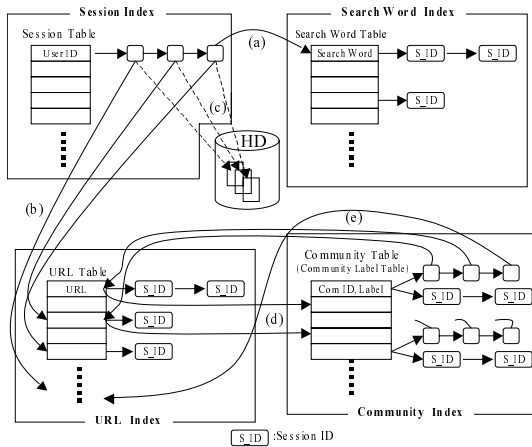 Session Index
Session Table
User ID
(a)
Search Word Index
Search Word Table
Search Word
S_ID
S_ID
S_ID
(c)
HD
(b)
(e)
URL Table
URL
S_ID
S_ID
S_ID
S_ID
URL Index
(d)
Community Table
(Community Label Table)
Com ID, Label
S_ID
S_ID
S_ID
S_ID
Community Index
S_ID :Session ID